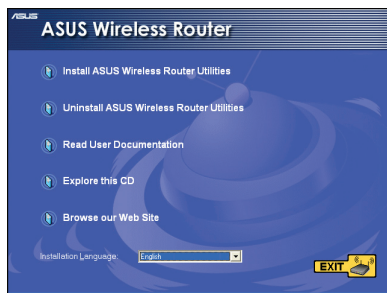 ASUS
ASUS Wireless Router
Install ASUS Wireless Router Utilities
Uninstall ASUS Wireless Router Utilities
Read User Documentation
Explore this CD
Browse our Web Site
Installation Language: English
EXIT